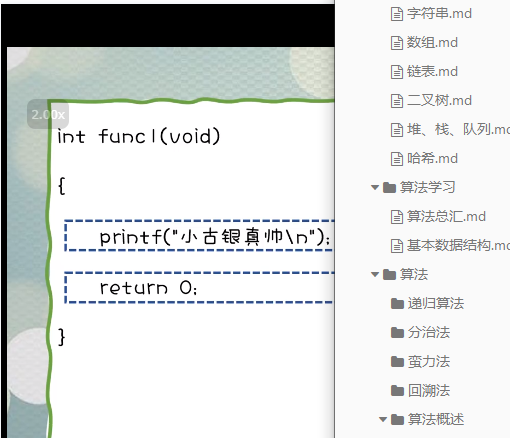 2.00x
int func1(void)
{
printf("小古银真帅\n");
return 0;
}
字符串.md
数组.md
链表.md
二叉树.md
堆、栈、队列.md
哈希.md
算法学习
算法总汇.md
基本数据结构.md
算法
递归算法
分治法
蛮力法
回溯法
算法概述